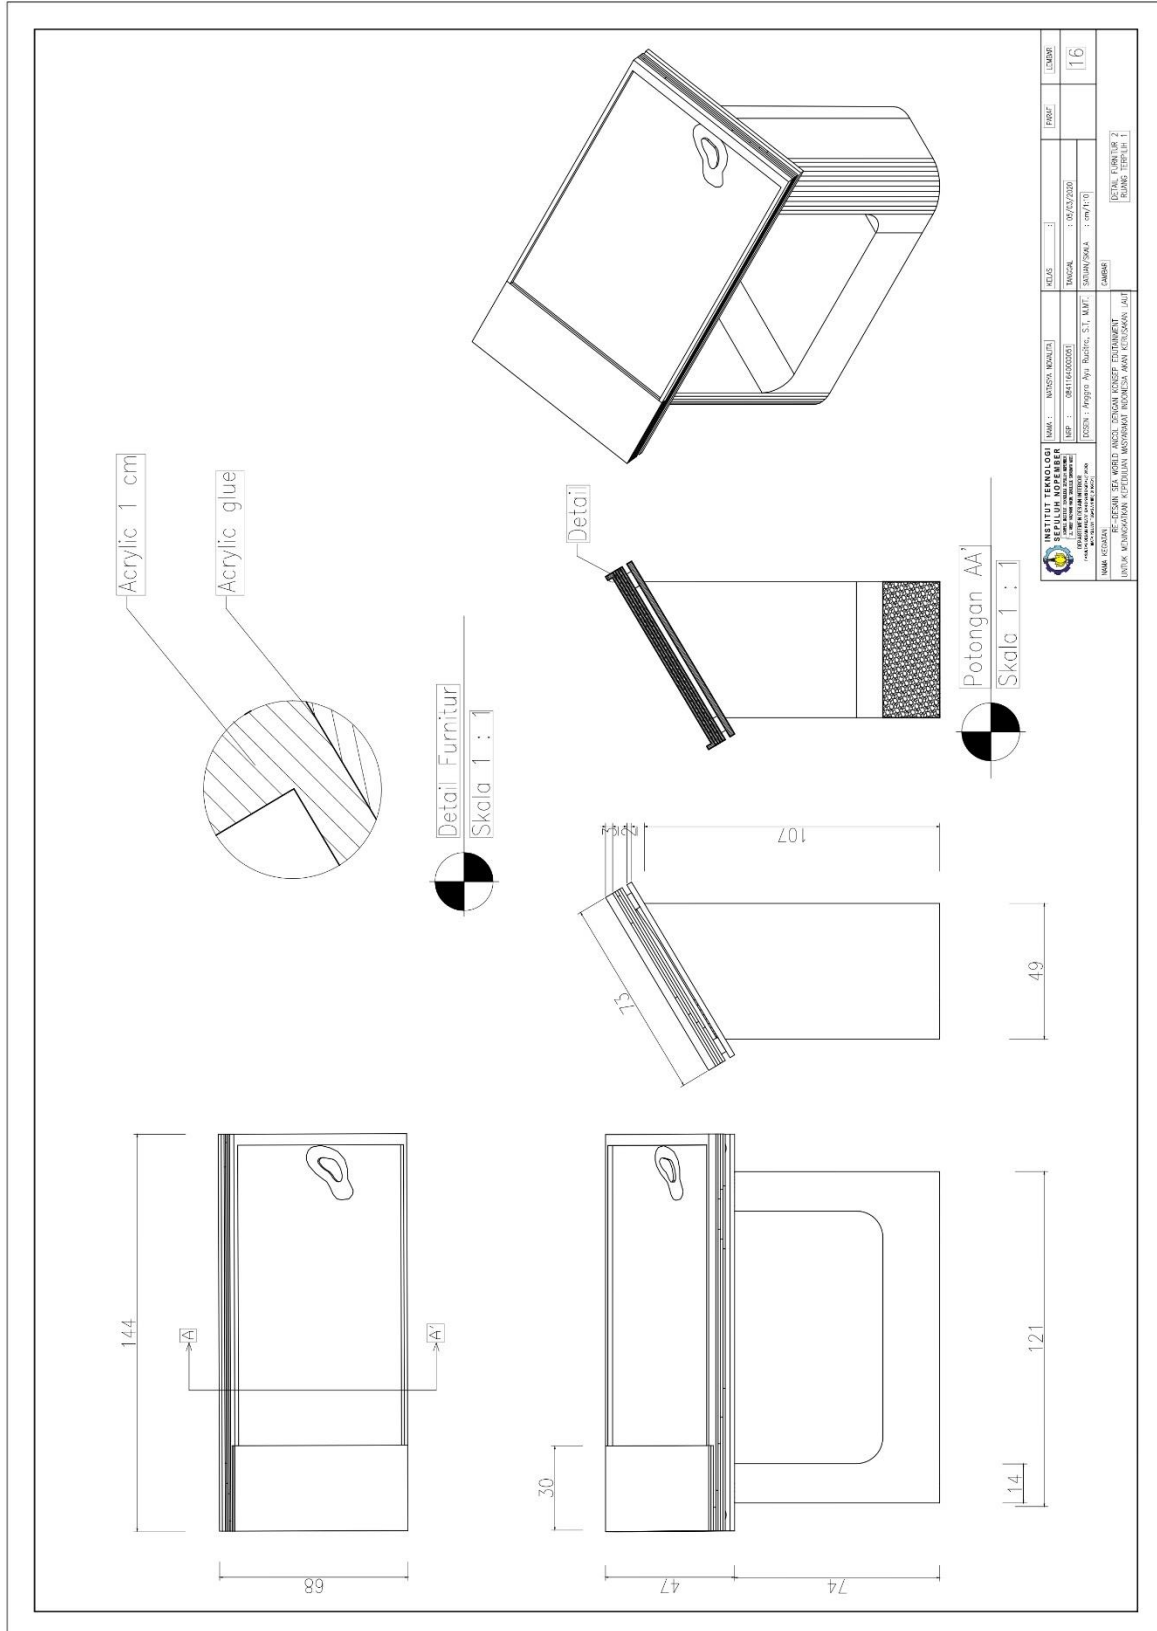 144
A
A'
68
30
47
74
14
121
Acrylic 1 cm
Acrylic glue
Detail Furnitur
Skala 1 : 1
73
107
49
Detail
Potongan AA'
Skala 1 : 1
INSTITUT TEKNOLOGI
SEPULUH NOPEMBER
DEPARTEMEN DESAIN INTERIOR
NAMA : NATASYA NOVALITA
NRP : 08411640000051
DOSEN : Anggra Ayu Rucitra, S.T, M.MT.
KELAS :
TANGGAL : 05/03/2020
SATUAN/SKALA : cm/1:10
PARAF
LEMBAR
16
NAMA KEGIATAN
RE-DESAIN SEA WORLD ANCOL DENGAN KONSEP EDUTAINMENT
UNTUK MENINGKATKAN KEPEDULIAN MASYARAKAT INDONESIA AKAN KERUSAKAN LAUT
GAMBAR
DETAIL FURNITUR 2
RUANG TERPILIH 1